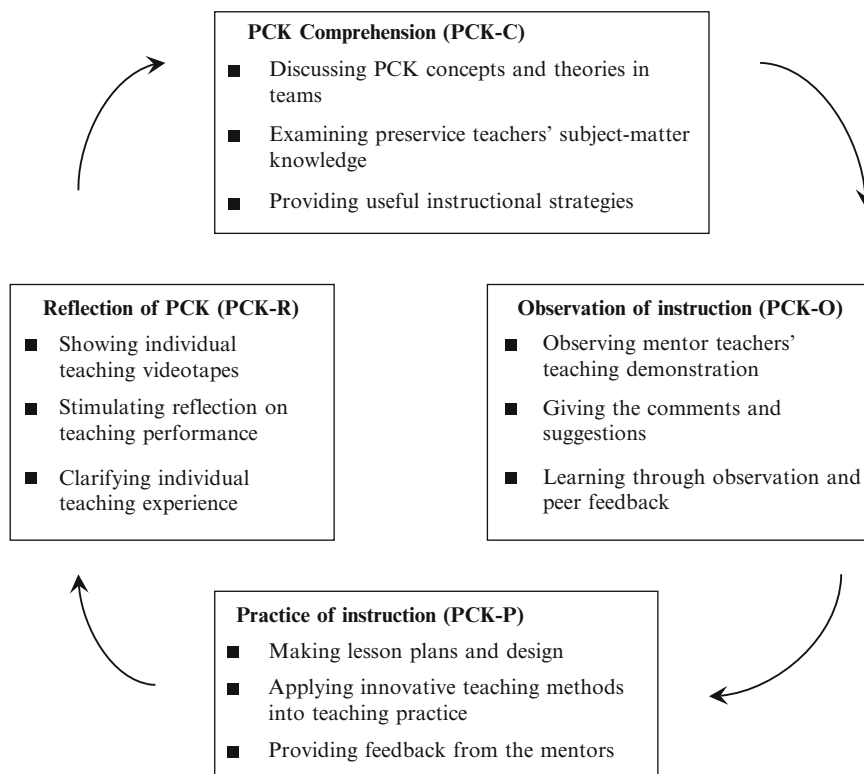 PCK Comprehension (PCK-C)
■ Discussing PCK concepts and theories in
teams
■ Examining preservice teachers' subject-matter
knowledge
■ Providing useful instructional strategies
Reflection of PCK (PCK-R)
■ Showing individual
teaching videotapes
■ Stimulating reflection on
teaching performance
■ Clarifying individual
teaching experience
Observation of instruction (PCK-O)
■ Observing mentor teachers'
teaching demonstration
■ Giving the comments and
suggestions
■ Learning through observation and
peer feedback
Practice of instruction (PCK-P)
■ Making lesson plans and design
■ Applying innovative teaching methods
into teaching practice
■ Providing feedback from the mentors